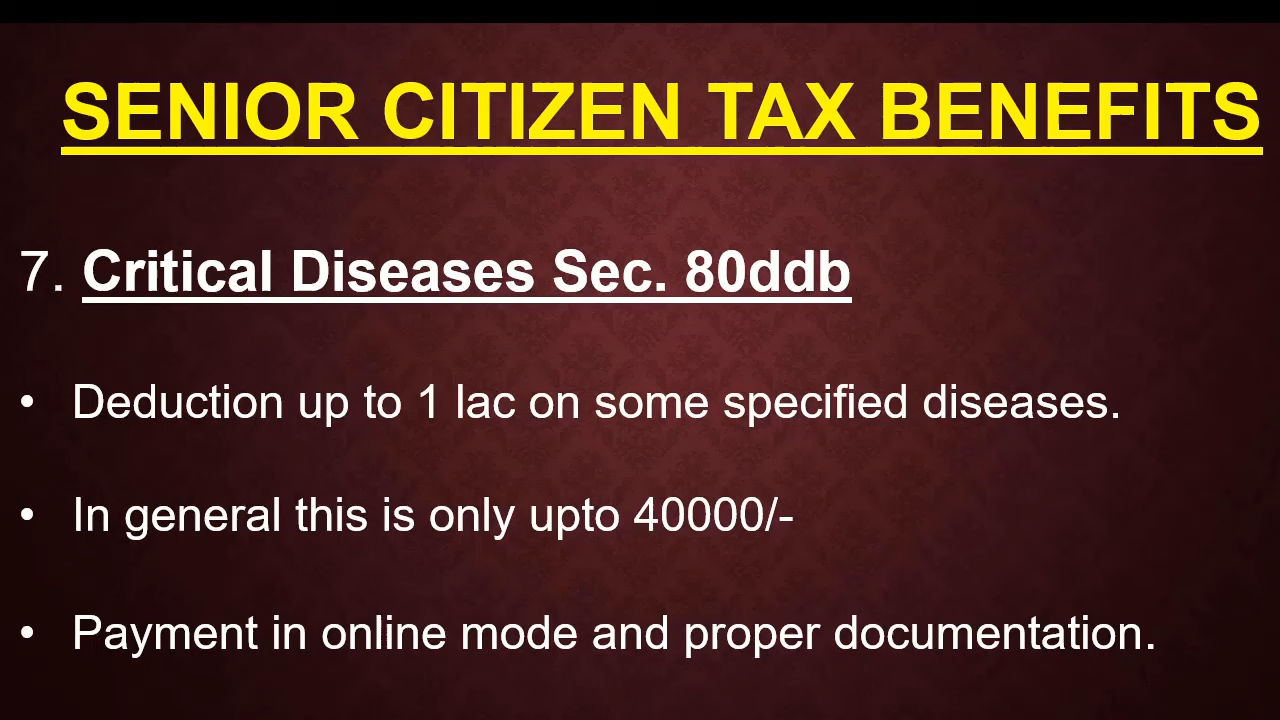 SENIOR CITIZEN TAX BENEFITS
7. Critical Diseases Sec. 80ddb
• Deduction up to 1 lac on some specified diseases.
• In general this is only upto 40000/-
• Payment in online mode and proper documentation.